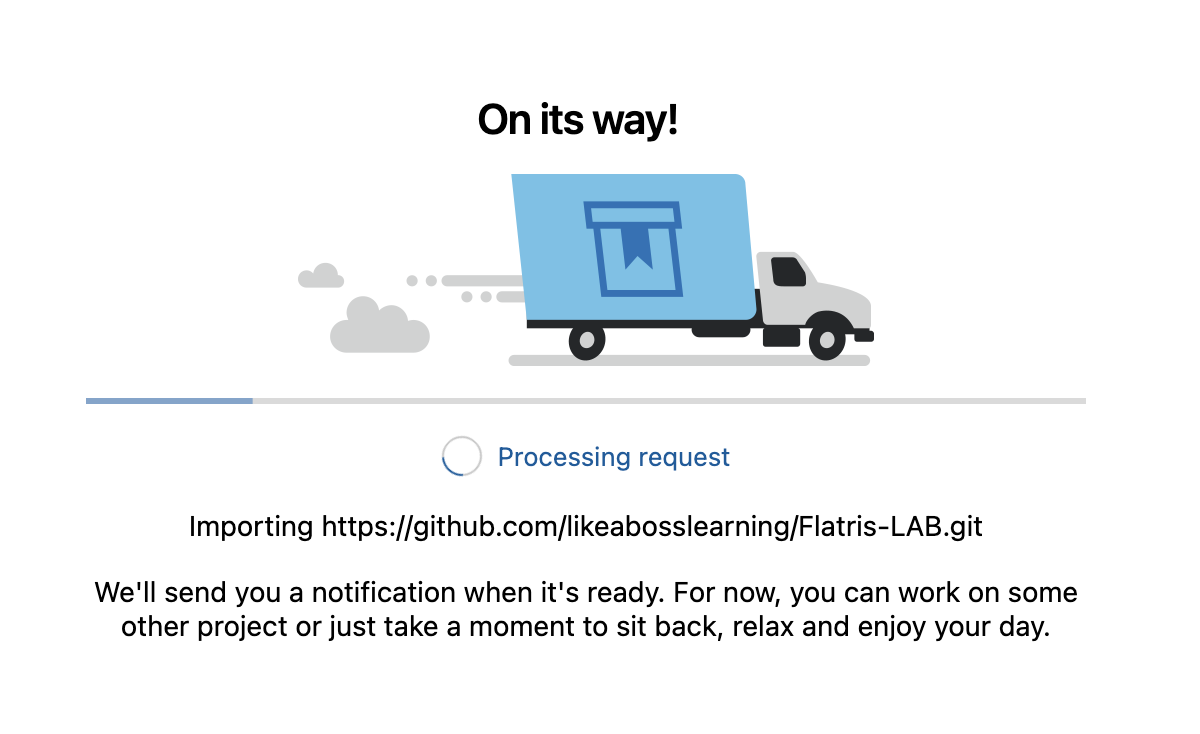 On its way!
Processing request
Importing https://github.com/likeabosslearning/Flatris-LAB.git
We'll send you a notification when it's ready. For now, you can work on some
other project or just take a moment to sit back, relax and enjoy your day.